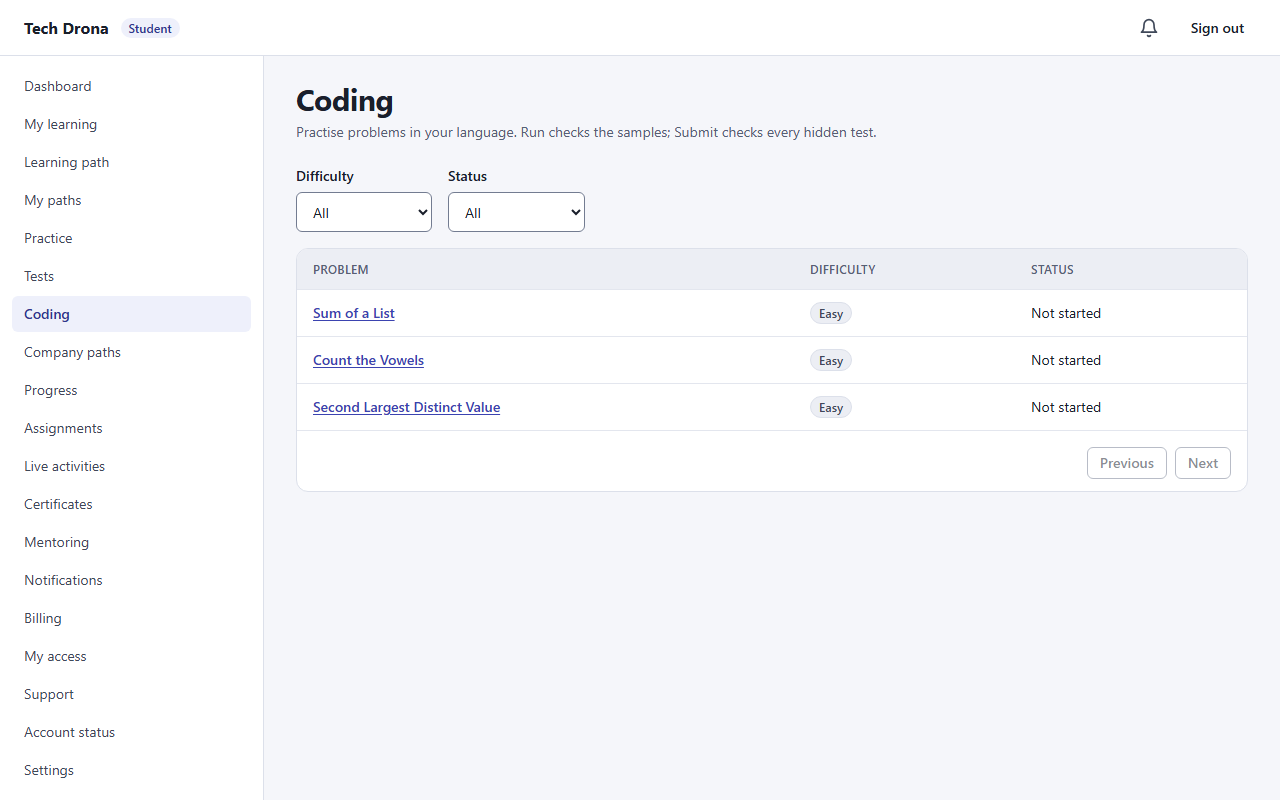 Tech Drona Student Sign out
Dashboard
My learning
Learning path
My paths
Practice
Tests
Coding
Company paths
Progress
Assignments
Live activities
Certificates
Mentoring
Notifications
Billing
My access
Support
Account status
Settings
Coding
Practise problems in your language. Run checks the samples; Submit checks every hidden test.
Difficulty Status
All All
PROBLEM DIFFICULTY STATUS
Sum of a List Easy Not started
Count the Vowels Easy Not started
Second Largest Distinct Value Easy Not started
Previous Next